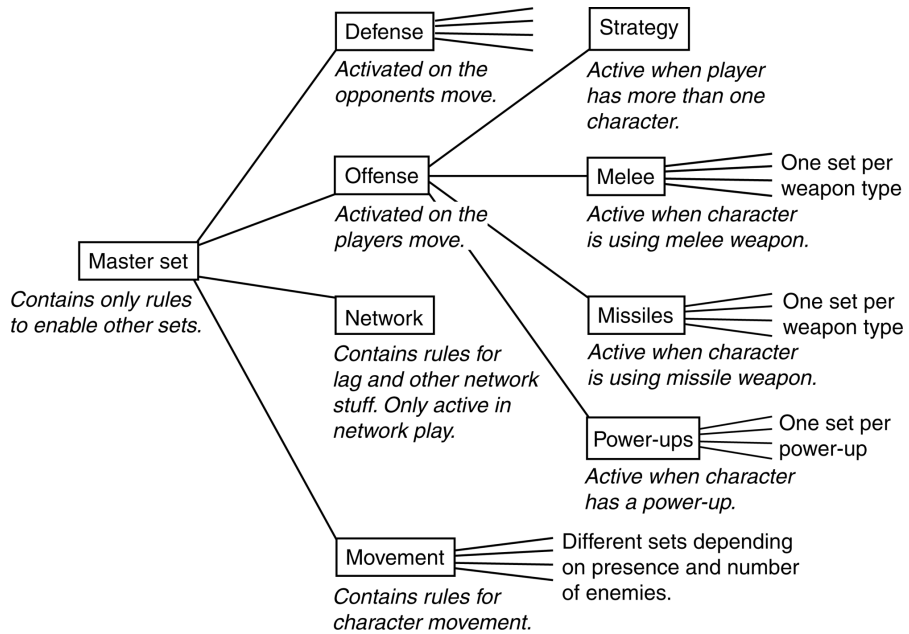 Defense
Activated on the
opponents move.
Strategy
Active when player
has more than one
character.
Offense
Activated on the
players move.
Melee
One set per
weapon type
Active when character
is using melee weapon.
Master set
Contains only rules
to enable other sets.
Network
Contains rules for
lag and other network
stuff. Only active in
network play.
Missiles
One set per
weapon type
Active when character
is using missile weapon.
Power-ups
One set per
power-up
Active when character
has a power-up.
Movement
Contains rules for
character movement.
Different sets depending
on presence and number
of enemies.